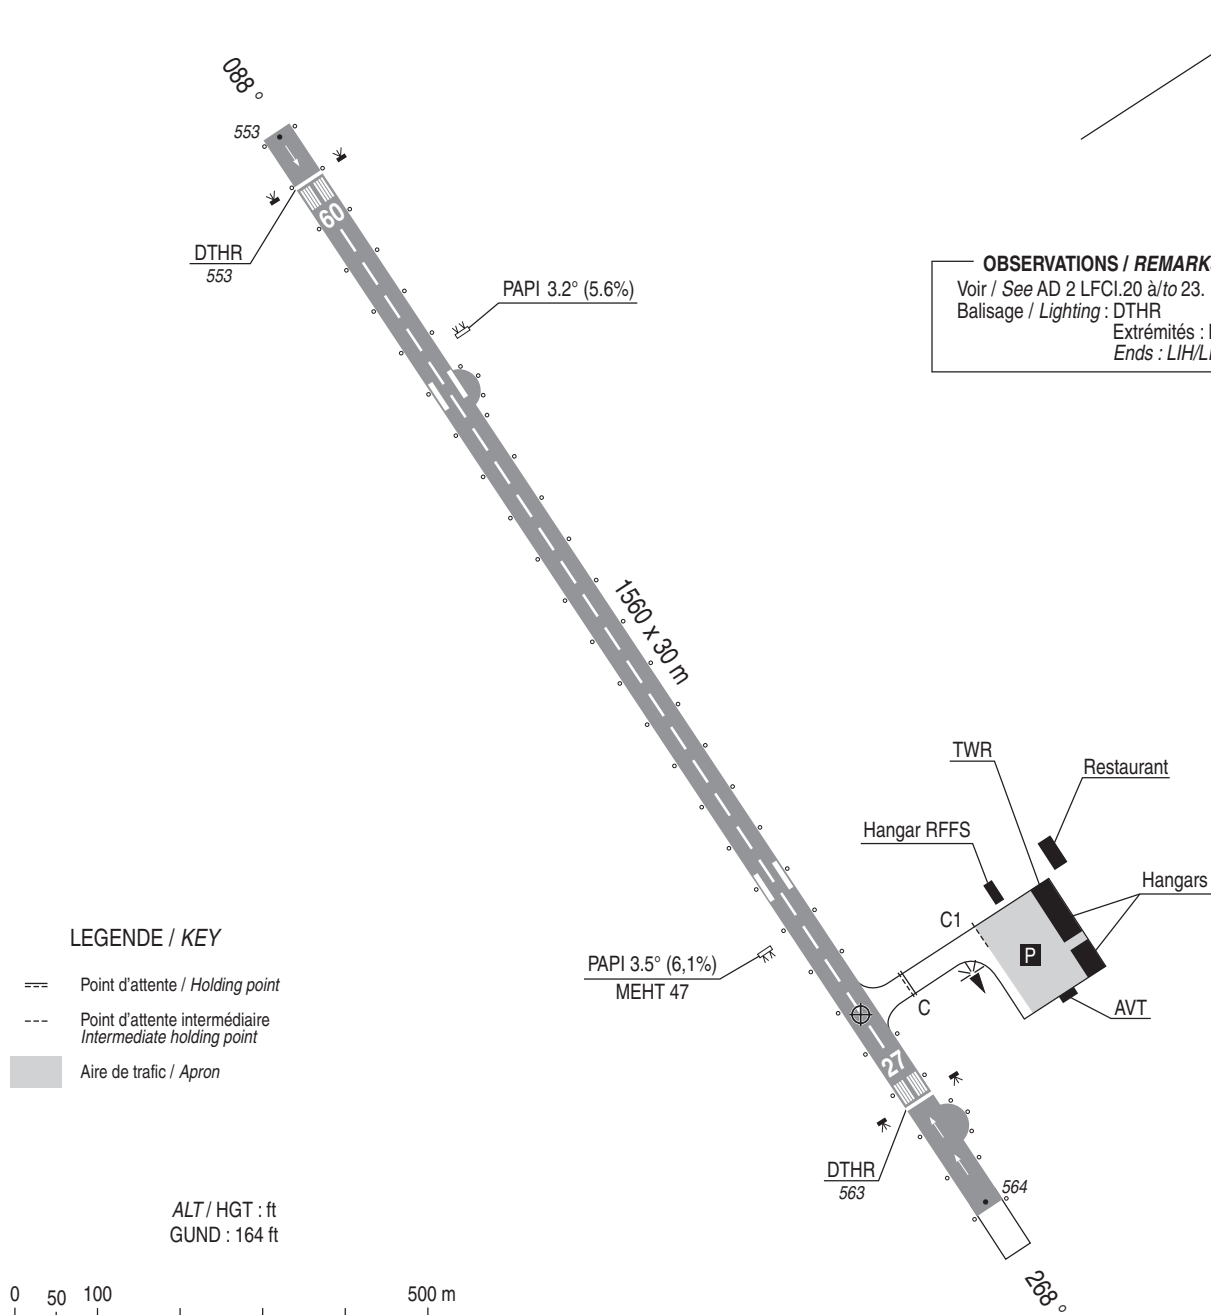 088 °
553
60
DTHR
553
PAPI 3.2° (5.6%)
OBSERVATIONS / REMARK
Voir / See AD 2 LFCI.20 à/to 23.
Balisage / Lighting : DTHR
Extrémités :
Ends : LIH/L
1560 x 30 m
TWR
Restaurant
Hangar RFFS
Hangars
C1
P
C
AVT
PAPI 3.5° (6,1%)
MEHT 47
27
DTHR
563
564
268 °
LEGENDE / KEY
Point d'attente / Holding point
Point d'attente intermédiaire
Intermediate holding point
Aire de trafic / Apron
ALT / HGT : ft
GUND : 164 ft
0 50 100 500 m